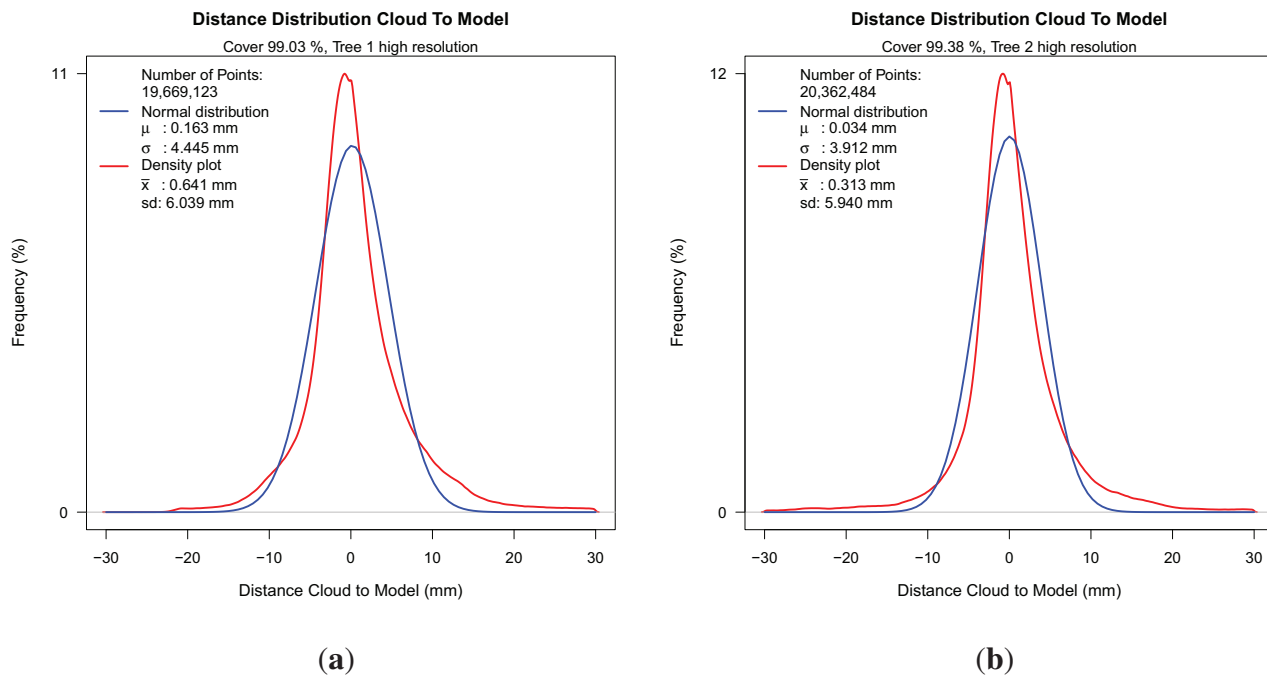 Distance Distribution Cloud To Model
Cover 99.03 %, Tree 1 high resolution
11
Number of Points:
19,669,123
Normal distribution
μ : 0.163 mm
σ : 4.445 mm
Density plot
x̅ : 0.641 mm
sd: 6.039 mm
Frequency (%)
0
−30 −20 −10 0 10 20 30
Distance Cloud to Model (mm)
(a)
Distance Distribution Cloud To Model
Cover 99.38 %, Tree 2 high resolution
12
Number of Points:
20,362,484
Normal distribution
μ : 0.034 mm
σ : 3.912 mm
Density plot
x̅ : 0.313 mm
sd: 5.940 mm
Frequency (%)
0
−30 −20 −10 0 10 20 30
Distance Cloud to Model (mm)
(b)